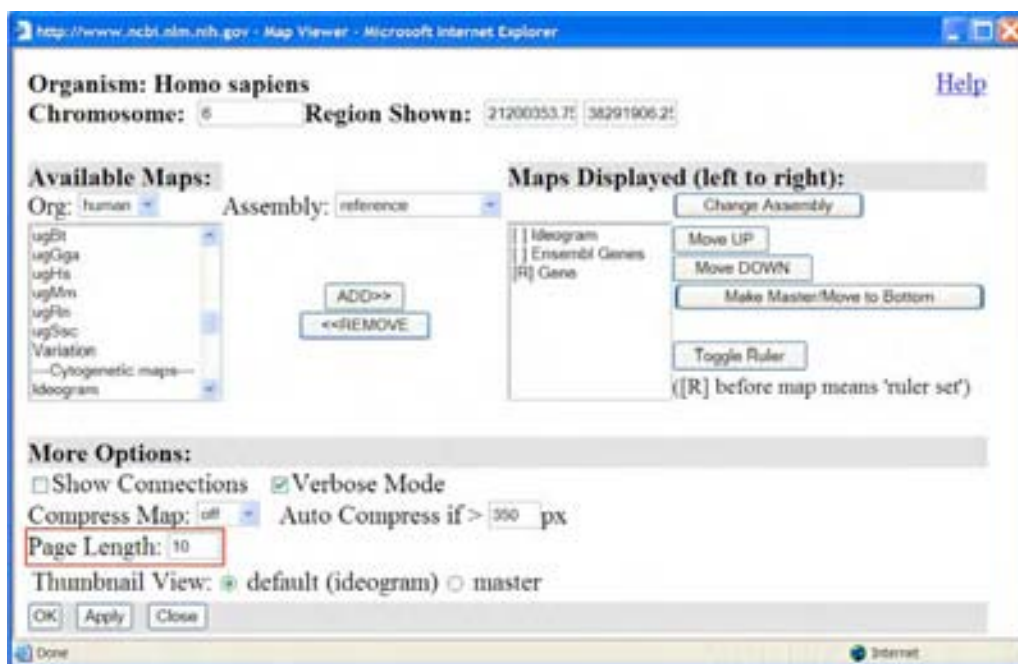 http://www.ncbi.nlm.nih.gov - Map Viewer - Microsoft Internet Explorer
Organism: Homo sapiens Help
Chromosome: 6 Region Shown: 21200353.75 38291906.25
Available Maps: Maps Displayed (left to right):
Org: human Assembly: reference Change Assembly
ugBt [ ] Ideogram Move UP
ugGga [ ] Ensembl Genes
ugHs [R] Gene Move DOWN
ugMm ADD>> Make Master/Move to Bottom
ugRn <<REMOVE
ugSsc
Variation Toggle Ruler
---Cytogenetic maps---
Ideogram ([R] before map means 'ruler set')
More Options:
Show Connections Verbose Mode
Compress Map: off Auto Compress if > 350 px
Page Length: 10
Thumbnail View: default (ideogram) master
OK Apply Close
Done Internet